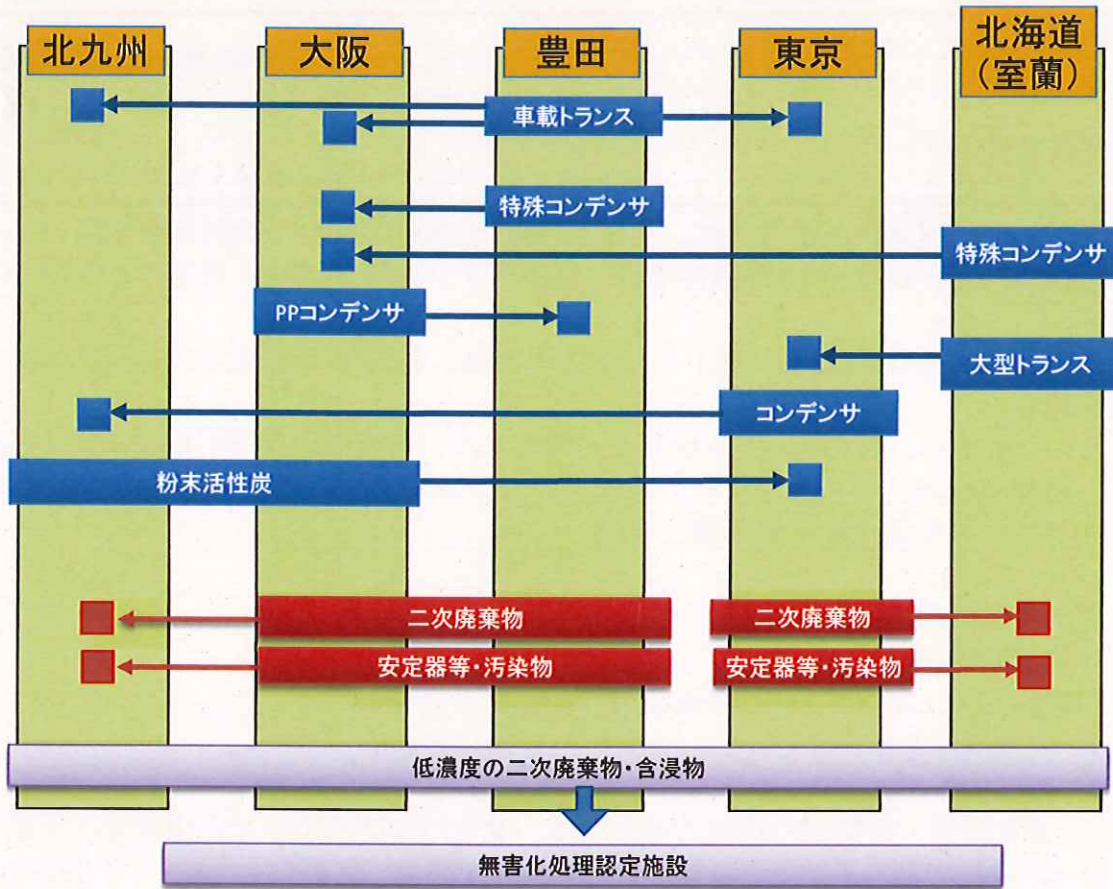 北九州
大阪
豊田
東京
北海道
(室蘭)
車載トランス
特殊コンデンサ
特殊コンデンサ
PPコンデンサ
大型トランス
コンデンサ
粉末活性炭
二次廃棄物
二次廃棄物
安定器等・汚染物
安定器等・汚染物
低濃度の二次廃棄物・含浸物
無害化処理認定施設